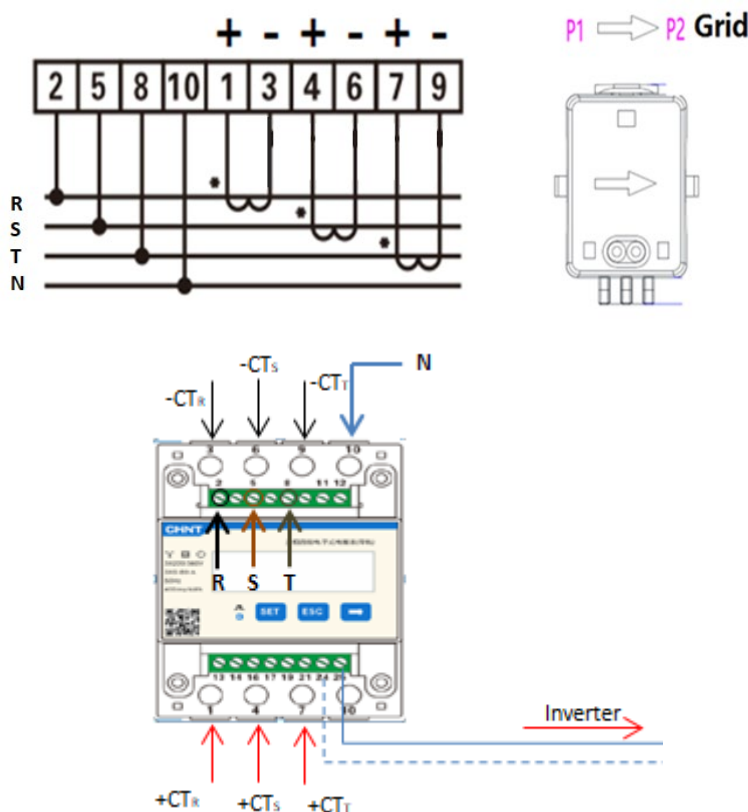 + - + - + -
P1 P2 Grid
2 5 8 10 1 3 4 6 7 9
R
S
T
N
-CTR
-CTS
-CTT
N
3 6 9 10
2 5 8 11 12
CHNT
R S T
SET ESC
13 14 16 17 19 21 24 25
1 4 7 10
Inverter
+CTR +CTS +CTT